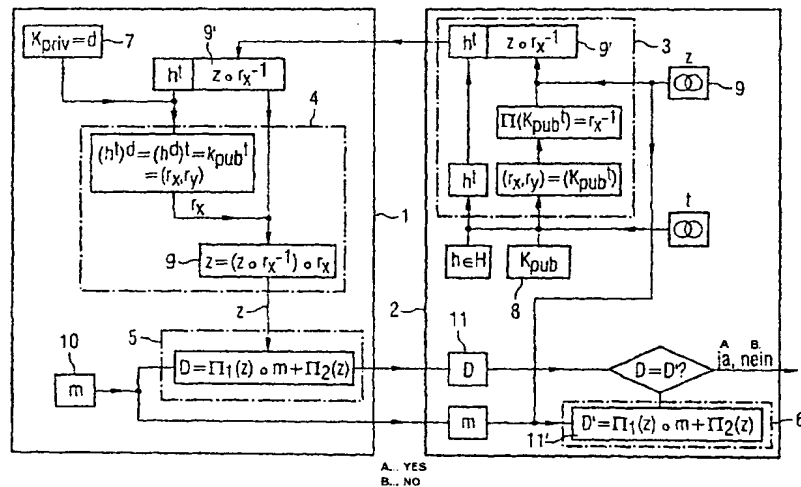 K_priv=d
7
9'
h^t
z∘r_x^-1
4
(h^t)^d=(h^d)^t=k_pub^t
=(r_x,r_y)
r_x
1
9
z=(z∘r_x^-1)∘r_x
z
5
10
m
D=Π_1(z)∘m+Π_2(z)
h^t
z∘r_x^-1
9'
3
z
9
Π(K_pub^t)=r_x^-1
h^t
(r_x,r_y)=(K_pub^t)
t
h∈H
K_pub
8
2
11
D
D=D'?
A B.
ja, nein
m
D'=Π_1(z)∘m+Π_2(z)
11'
6
A... YES
B... NO